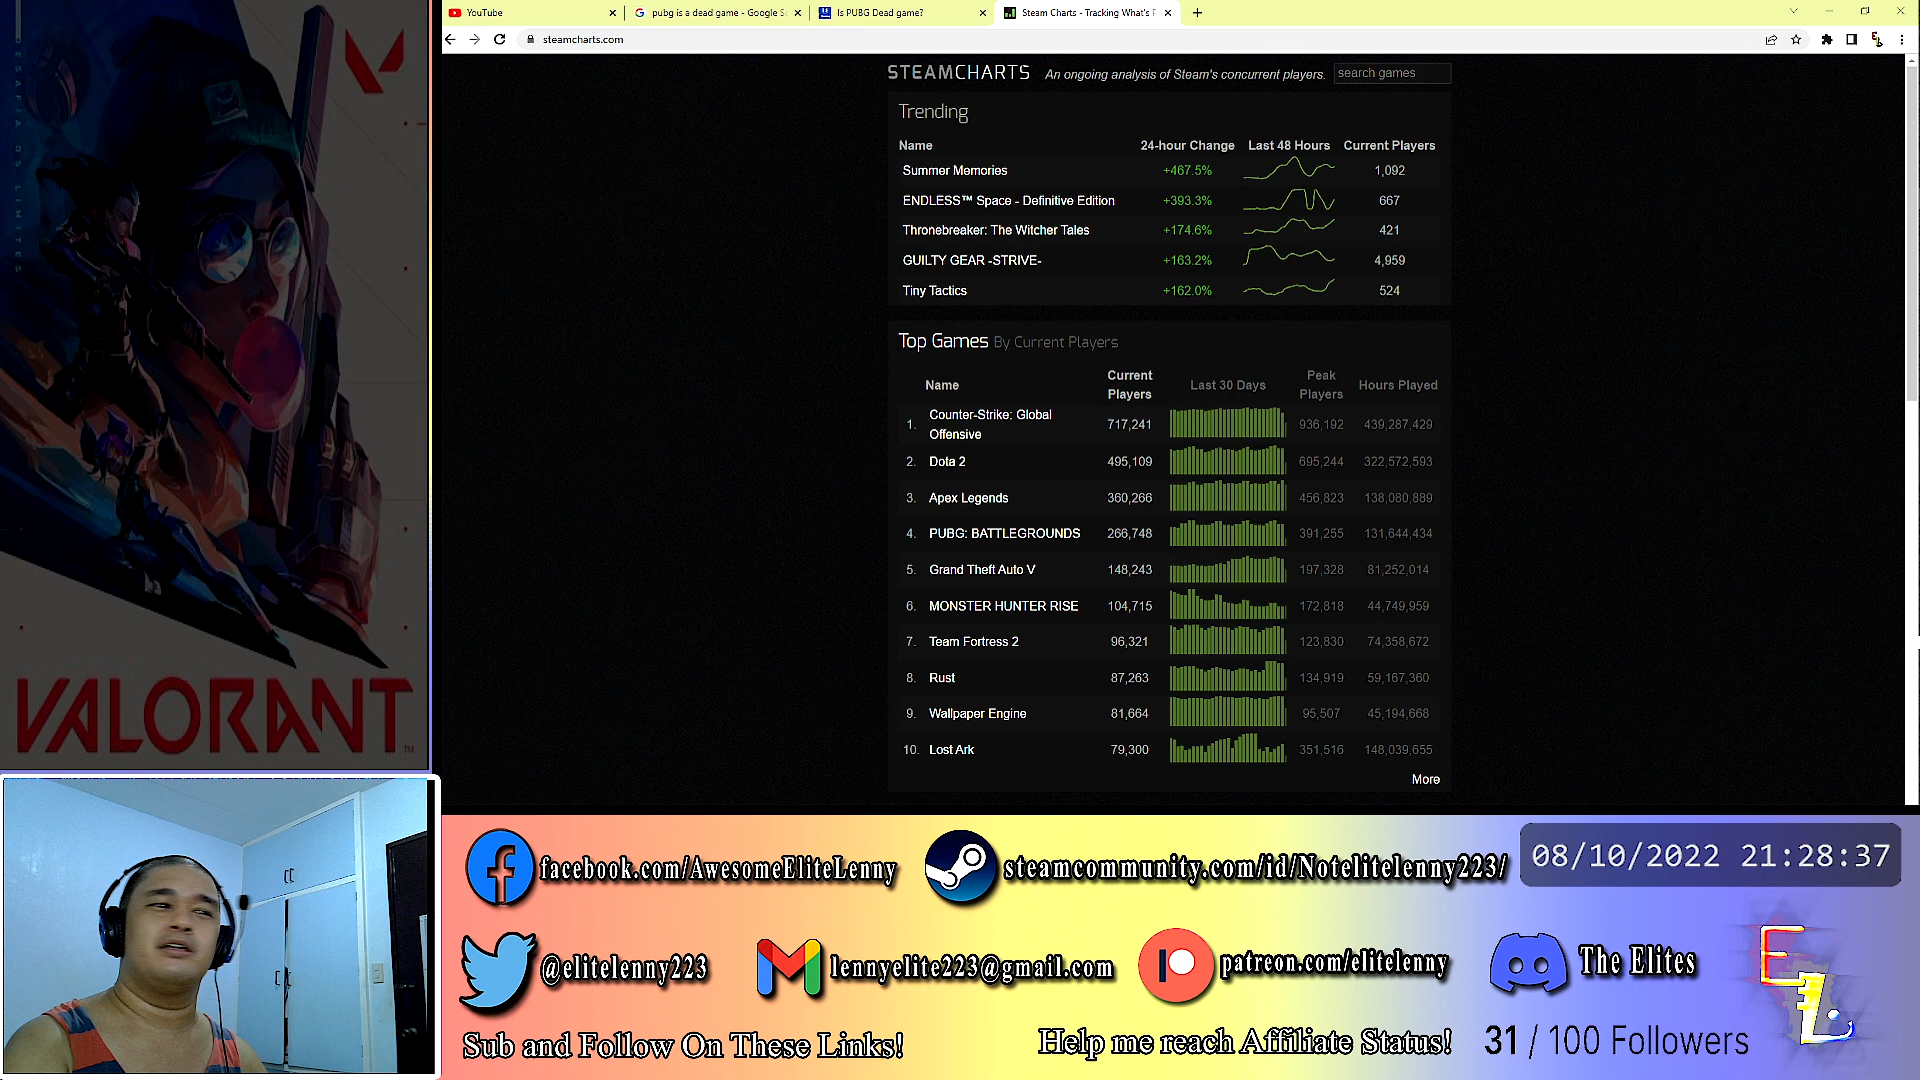 YouTube
pubg is a dead game - Google Se
Is PUBG Dead game?
Steam Charts - Tracking What's P
steamcharts.com
STEAMCHARTS An ongoing analysis of Steam's concurrent players. search games
Trending
Name 24-hour Change Last 48 Hours Current Players
Summer Memories +467.5% 1,092
ENDLESS™ Space - Definitive Edition +393.3% 667
Thronebreaker: The Witcher Tales +174.6% 421
GUILTY GEAR -STRIVE- +163.2% 4,959
Tiny Tactics +162.0% 524
Top Games By Current Players
Name Current Players Last 30 Days Peak Players Hours Played
1. Counter-Strike: Global Offensive 717,241 936,192 439,287,429
2. Dota 2 495,109 695,244 322,572,593
3. Apex Legends 360,266 456,823 138,080,889
4. PUBG: BATTLEGROUNDS 266,748 391,255 131,644,434
5. Grand Theft Auto V 148,243 197,328 81,252,014
6. MONSTER HUNTER RISE 104,715 172,818 44,749,959
7. Team Fortress 2 96,321 123,830 74,358,672
8. Rust 87,263 134,919 59,167,360
9. Wallpaper Engine 81,664 95,507 45,194,668
10. Lost Ark 79,300 351,516 148,039,655
More
DESAFIA OS LIMITES
VALORANT™
facebook.com/AwesomeEliteLenny
steamcommunity.com/id/Notelitelenny223/
08/10/2022 21:28:37
@elitelenny223
lennyelite223@gmail.com
patreon.com/elitelenny
The Elites
EL
Sub and Follow On These Links!
Help me reach Affiliate Status!
31 / 100 Followers